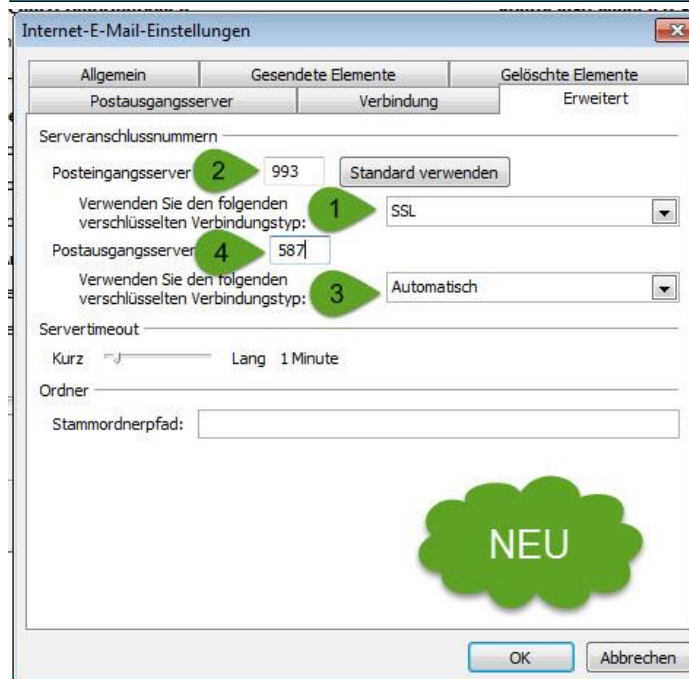 Internet-E-Mail-Einstellungen
Allgemein
Gesendete Elemente
Gelöschte Elemente
Postausgangsserver
Verbindung
Erweitert
Serveranschlussnummern
Posteingangsserver 2 993 Standard verwenden
Verwenden Sie den folgenden
verschlüsselten Verbindungstyp: 1 SSL
Postausgangsserver 4 587
Verwenden Sie den folgenden
verschlüsselten Verbindungstyp: 3 Automatisch
Servertimeout
Kurz Lang 1 Minute
Ordner
Stammordnerpfad:
NEU
OK Abbrechen